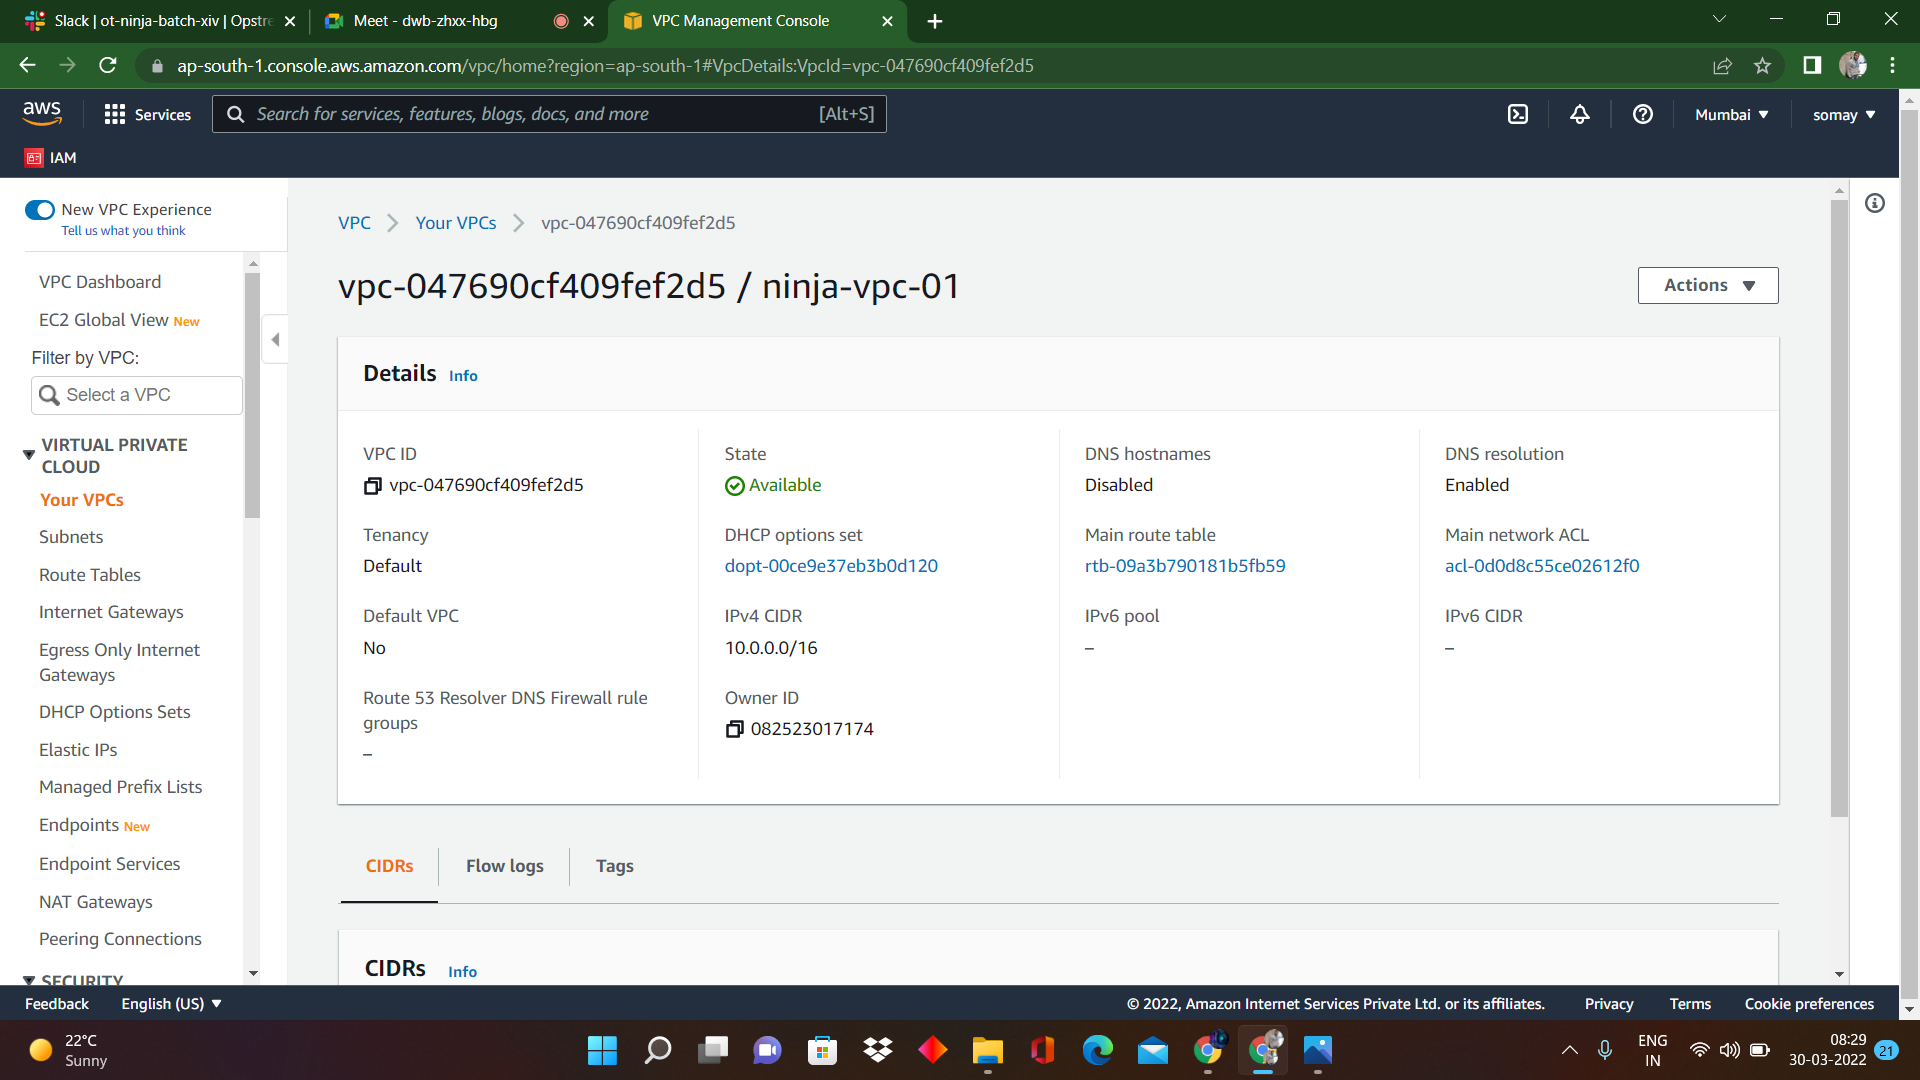 Slack | ot-ninja-batch-xiv | Opstre
Meet - dwb-zhxx-hbg
VPC Management Console
ap-south-1.console.aws.amazon.com/vpc/home?region=ap-south-1#VpcDetails:VpcId=vpc-047690cf409fef2d5
aws
Services
Search for services, features, blogs, docs, and more
[Alt+S]
Mumbai
somay
IAM
New VPC Experience
Tell us what you think
VPC Dashboard
EC2 Global View New
Filter by VPC:
Select a VPC
VIRTUAL PRIVATE
CLOUD
Your VPCs
Subnets
Route Tables
Internet Gateways
Egress Only Internet
Gateways
DHCP Options Sets
Elastic IPs
Managed Prefix Lists
Endpoints New
Endpoint Services
NAT Gateways
Peering Connections
SECURITY
VPC
Your VPCs
vpc-047690cf409fef2d5
vpc-047690cf409fef2d5 / ninja-vpc-01
Actions
Details Info
VPC ID
vpc-047690cf409fef2d5
State
Available
DNS hostnames
Disabled
DNS resolution
Enabled
Tenancy
Default
DHCP options set
dopt-00ce9e37eb3b0d120
Main route table
rtb-09a3b790181b5fb59
Main network ACL
acl-0d0d8c55ce02612f0
Default VPC
No
IPv4 CIDR
10.0.0.0/16
IPv6 pool
–
IPv6 CIDR
–
Route 53 Resolver DNS Firewall rule
groups
–
Owner ID
082523017174
CIDRs
Flow logs
Tags
CIDRs Info
Feedback
English (US)
© 2022, Amazon Internet Services Private Ltd. or its affiliates.
Privacy
Terms
Cookie preferences
22°C
Sunny
ENG
IN
08:29
30-03-2022
21